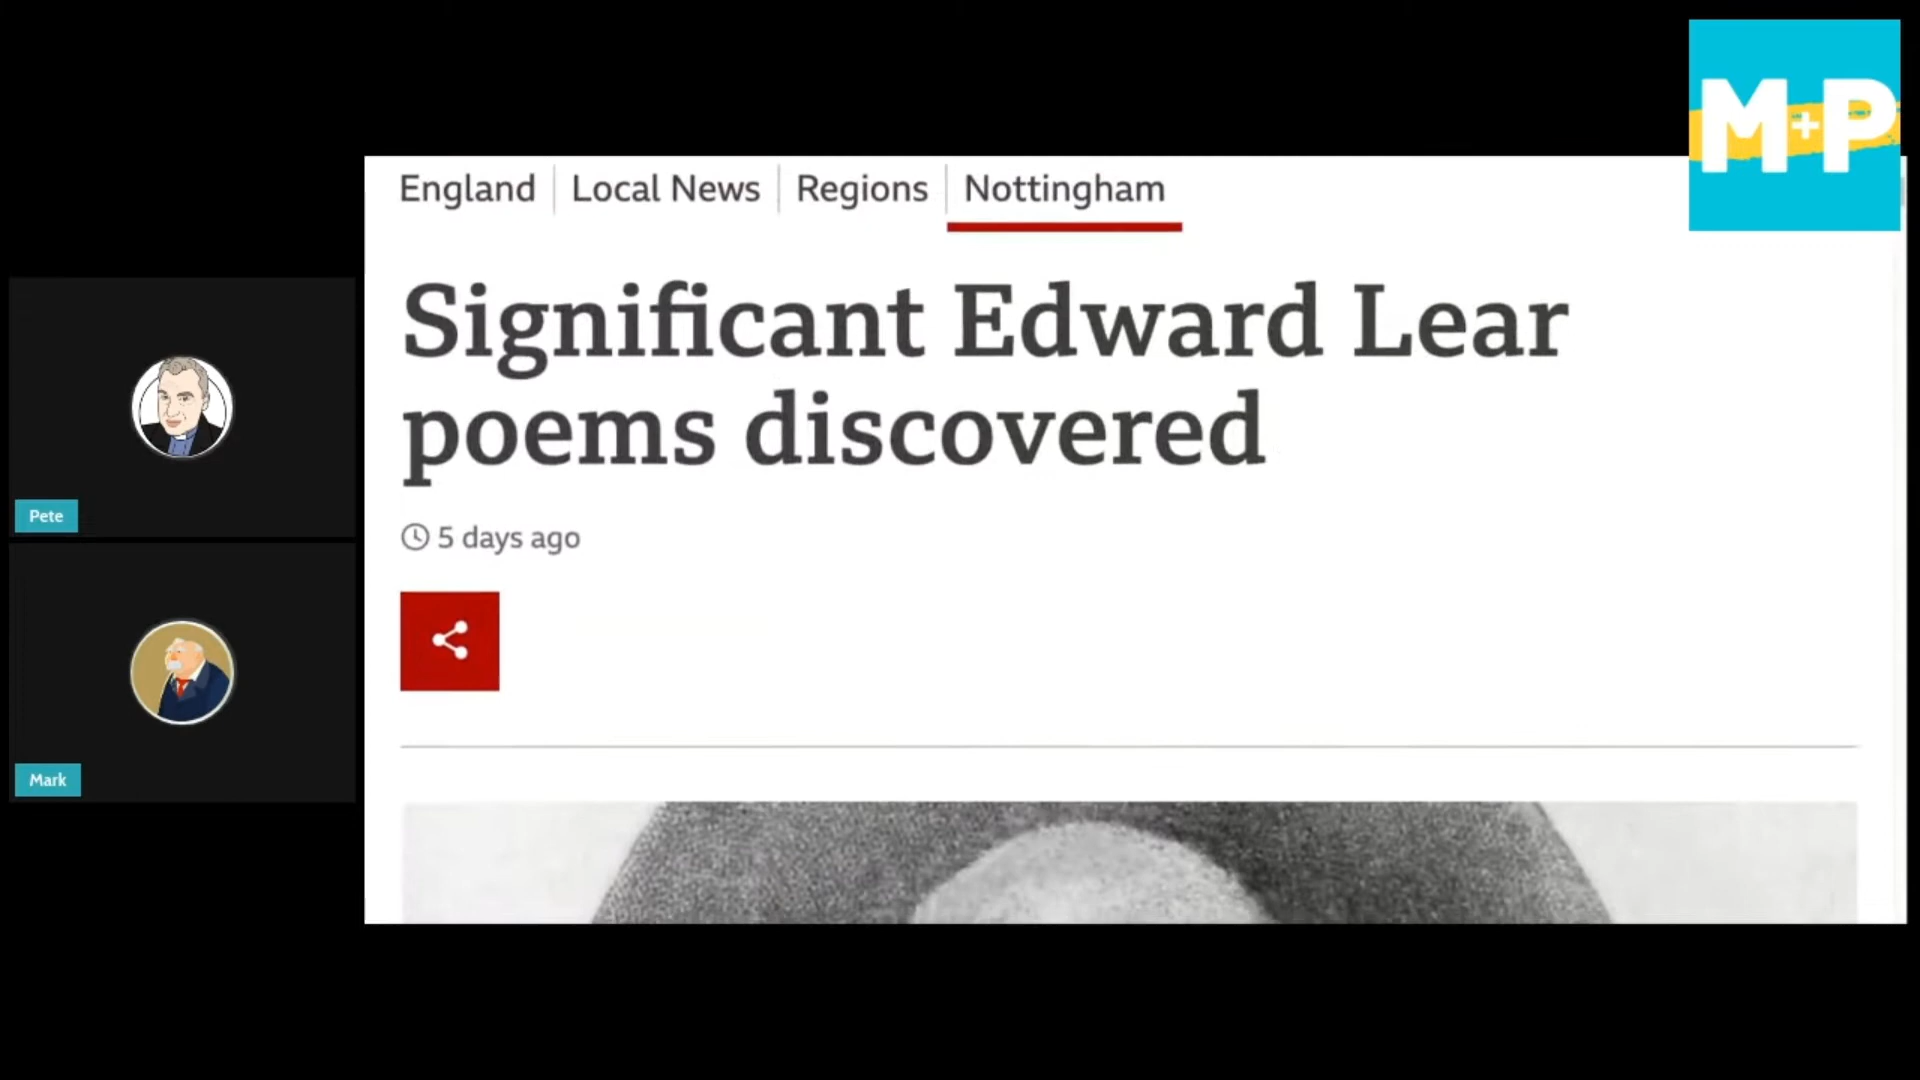 M+P
England
Local News
Regions
Nottingham
Significant Edward Lear
poems discovered
5 days ago
Pete
Mark